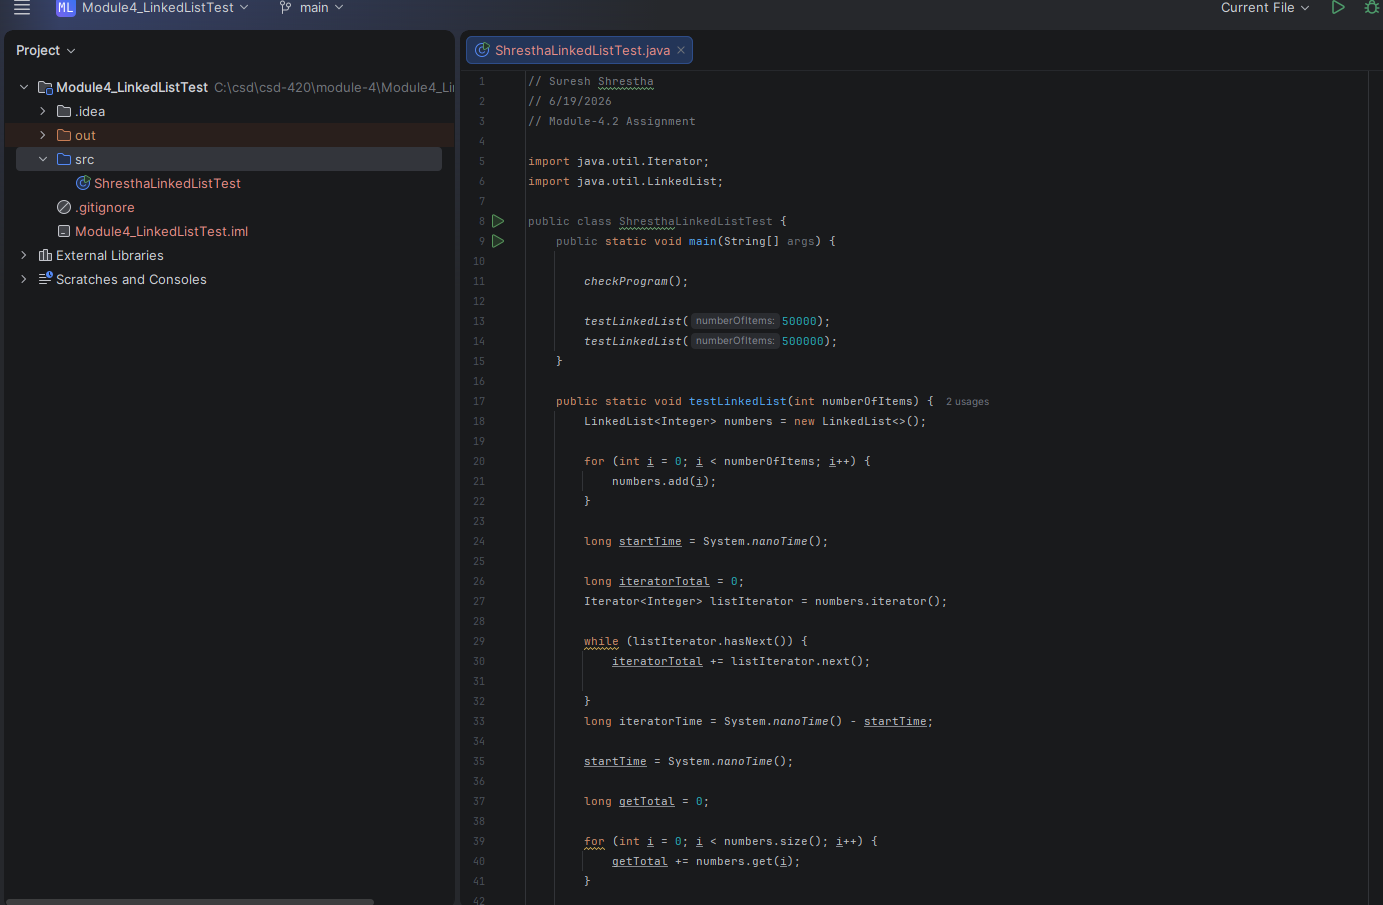 ML Module4_LinkedListTest main Current File
Project
Module4_LinkedListTest C:\csd\csd-420\module-4\Module4_Li
.idea
out
src
ShresthaLinkedListTest
.gitignore
Module4_LinkedListTest.iml
External Libraries
Scratches and Consoles
ShresthaLinkedListTest.java
1 // Suresh Shrestha
2 // 6/19/2026
3 // Module-4.2 Assignment
4
5 import java.util.Iterator;
6 import java.util.LinkedList;
7
8 public class ShresthaLinkedListTest {
9 public static void main(String[] args) {
10
11 checkProgram();
12
13 testLinkedList( numberOfItems: 50000);
14 testLinkedList( numberOfItems: 500000);
15 }
16
17 public static void testLinkedList(int numberOfItems) { 2 usages
18 LinkedList<Integer> numbers = new LinkedList<>();
19
20 for (int i = 0; i < numberOfItems; i++) {
21 numbers.add(i);
22 }
23
24 long startTime = System.nanoTime();
25
26 long iteratorTotal = 0;
27 Iterator<Integer> listIterator = numbers.iterator();
28
29 while (listIterator.hasNext()) {
30 iteratorTotal += listIterator.next();
31
32 }
33 long iteratorTime = System.nanoTime() - startTime;
34
35 startTime = System.nanoTime();
36
37 long getTotal = 0;
38
39 for (int i = 0; i < numbers.size(); i++) {
40 getTotal += numbers.get(i);
41 }
42